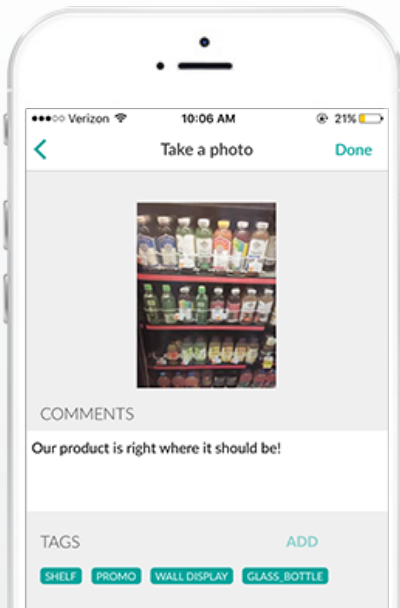 Verizon 10:06 AM 21%
Take a photo Done
COMMENTS
Our product is right where it should be!
TAGS ADD
SHELF PROMO WALL DISPLAY GLASS_BOTTLE